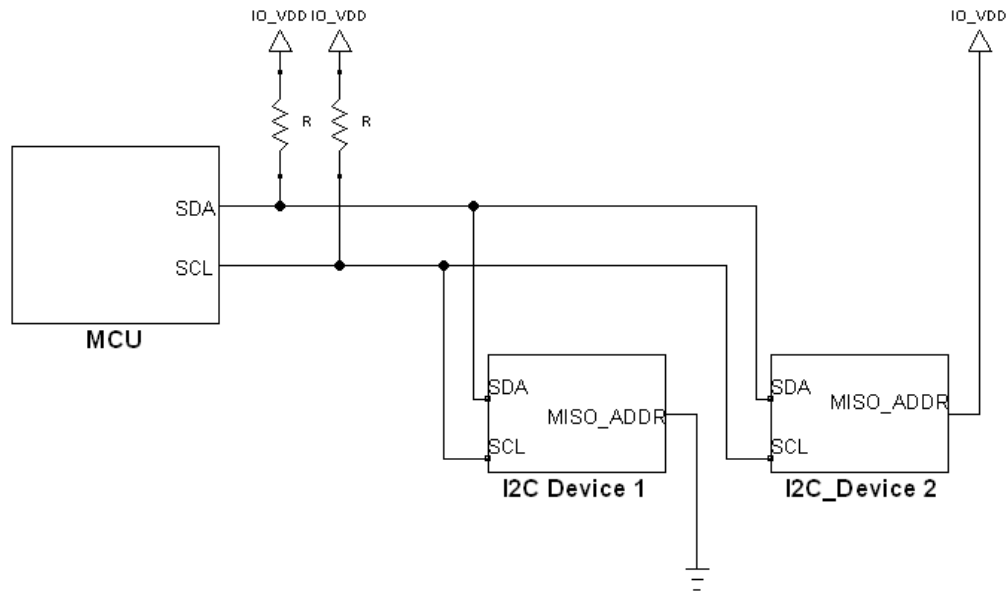 IO_VDD IO_VDD IO_VDD
R R
SDA
SCL
MCU
SDA
MISO_ADDR
SCL
I2C Device 1
SDA
MISO_ADDR
SCL
I2C_Device 2